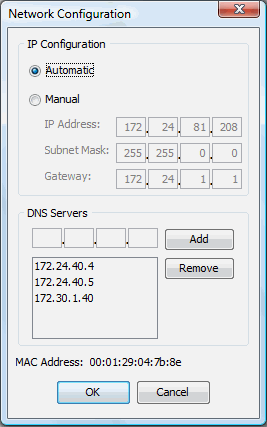 Network Configuration
IP Configuration
Automatic
Manual
IP Address: 172 . 24 . 81 . 208
Subnet Mask: 255 . 255 . 0 . 0
Gateway: 172 . 24 . 1 . 1
DNS Servers
. . . Add
172.24.40.4 Remove
172.24.40.5
172.30.1.40
MAC Address: 00:01:29:04:7b:8e
OK Cancel